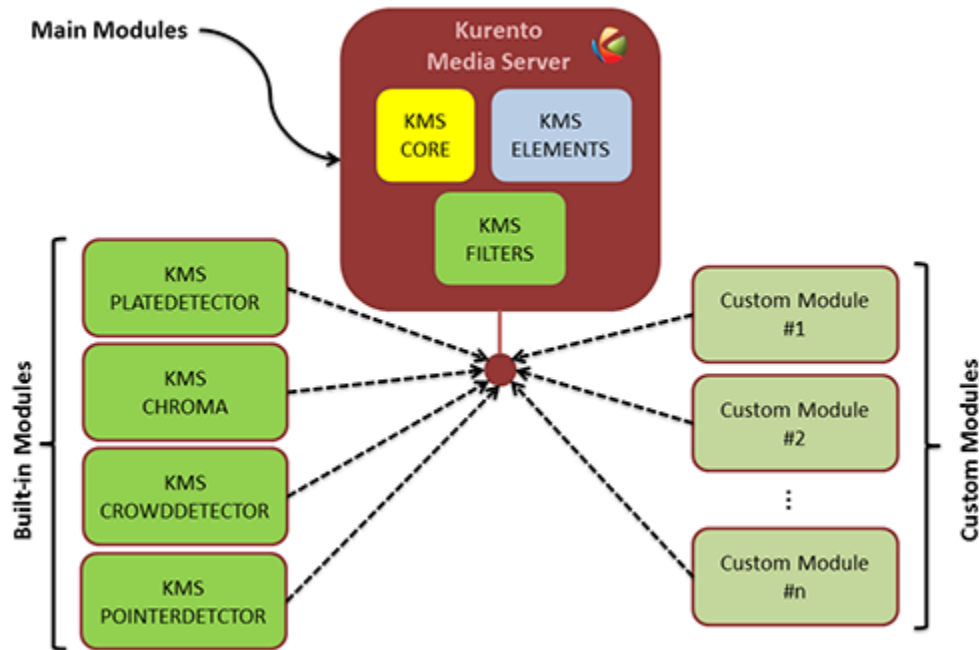 Main Modules
Kurento
Media Server
KMS
CORE
KMS
ELEMENTS
KMS
FILTERS
Built-in Modules
KMS
PLATEDETECTOR
KMS
CHROMA
KMS
CROWDDETECTOR
KMS
POINTERDETCTOR
Custom Module
#1
Custom Module
#2
...
Custom Module
#n
Custom Modules